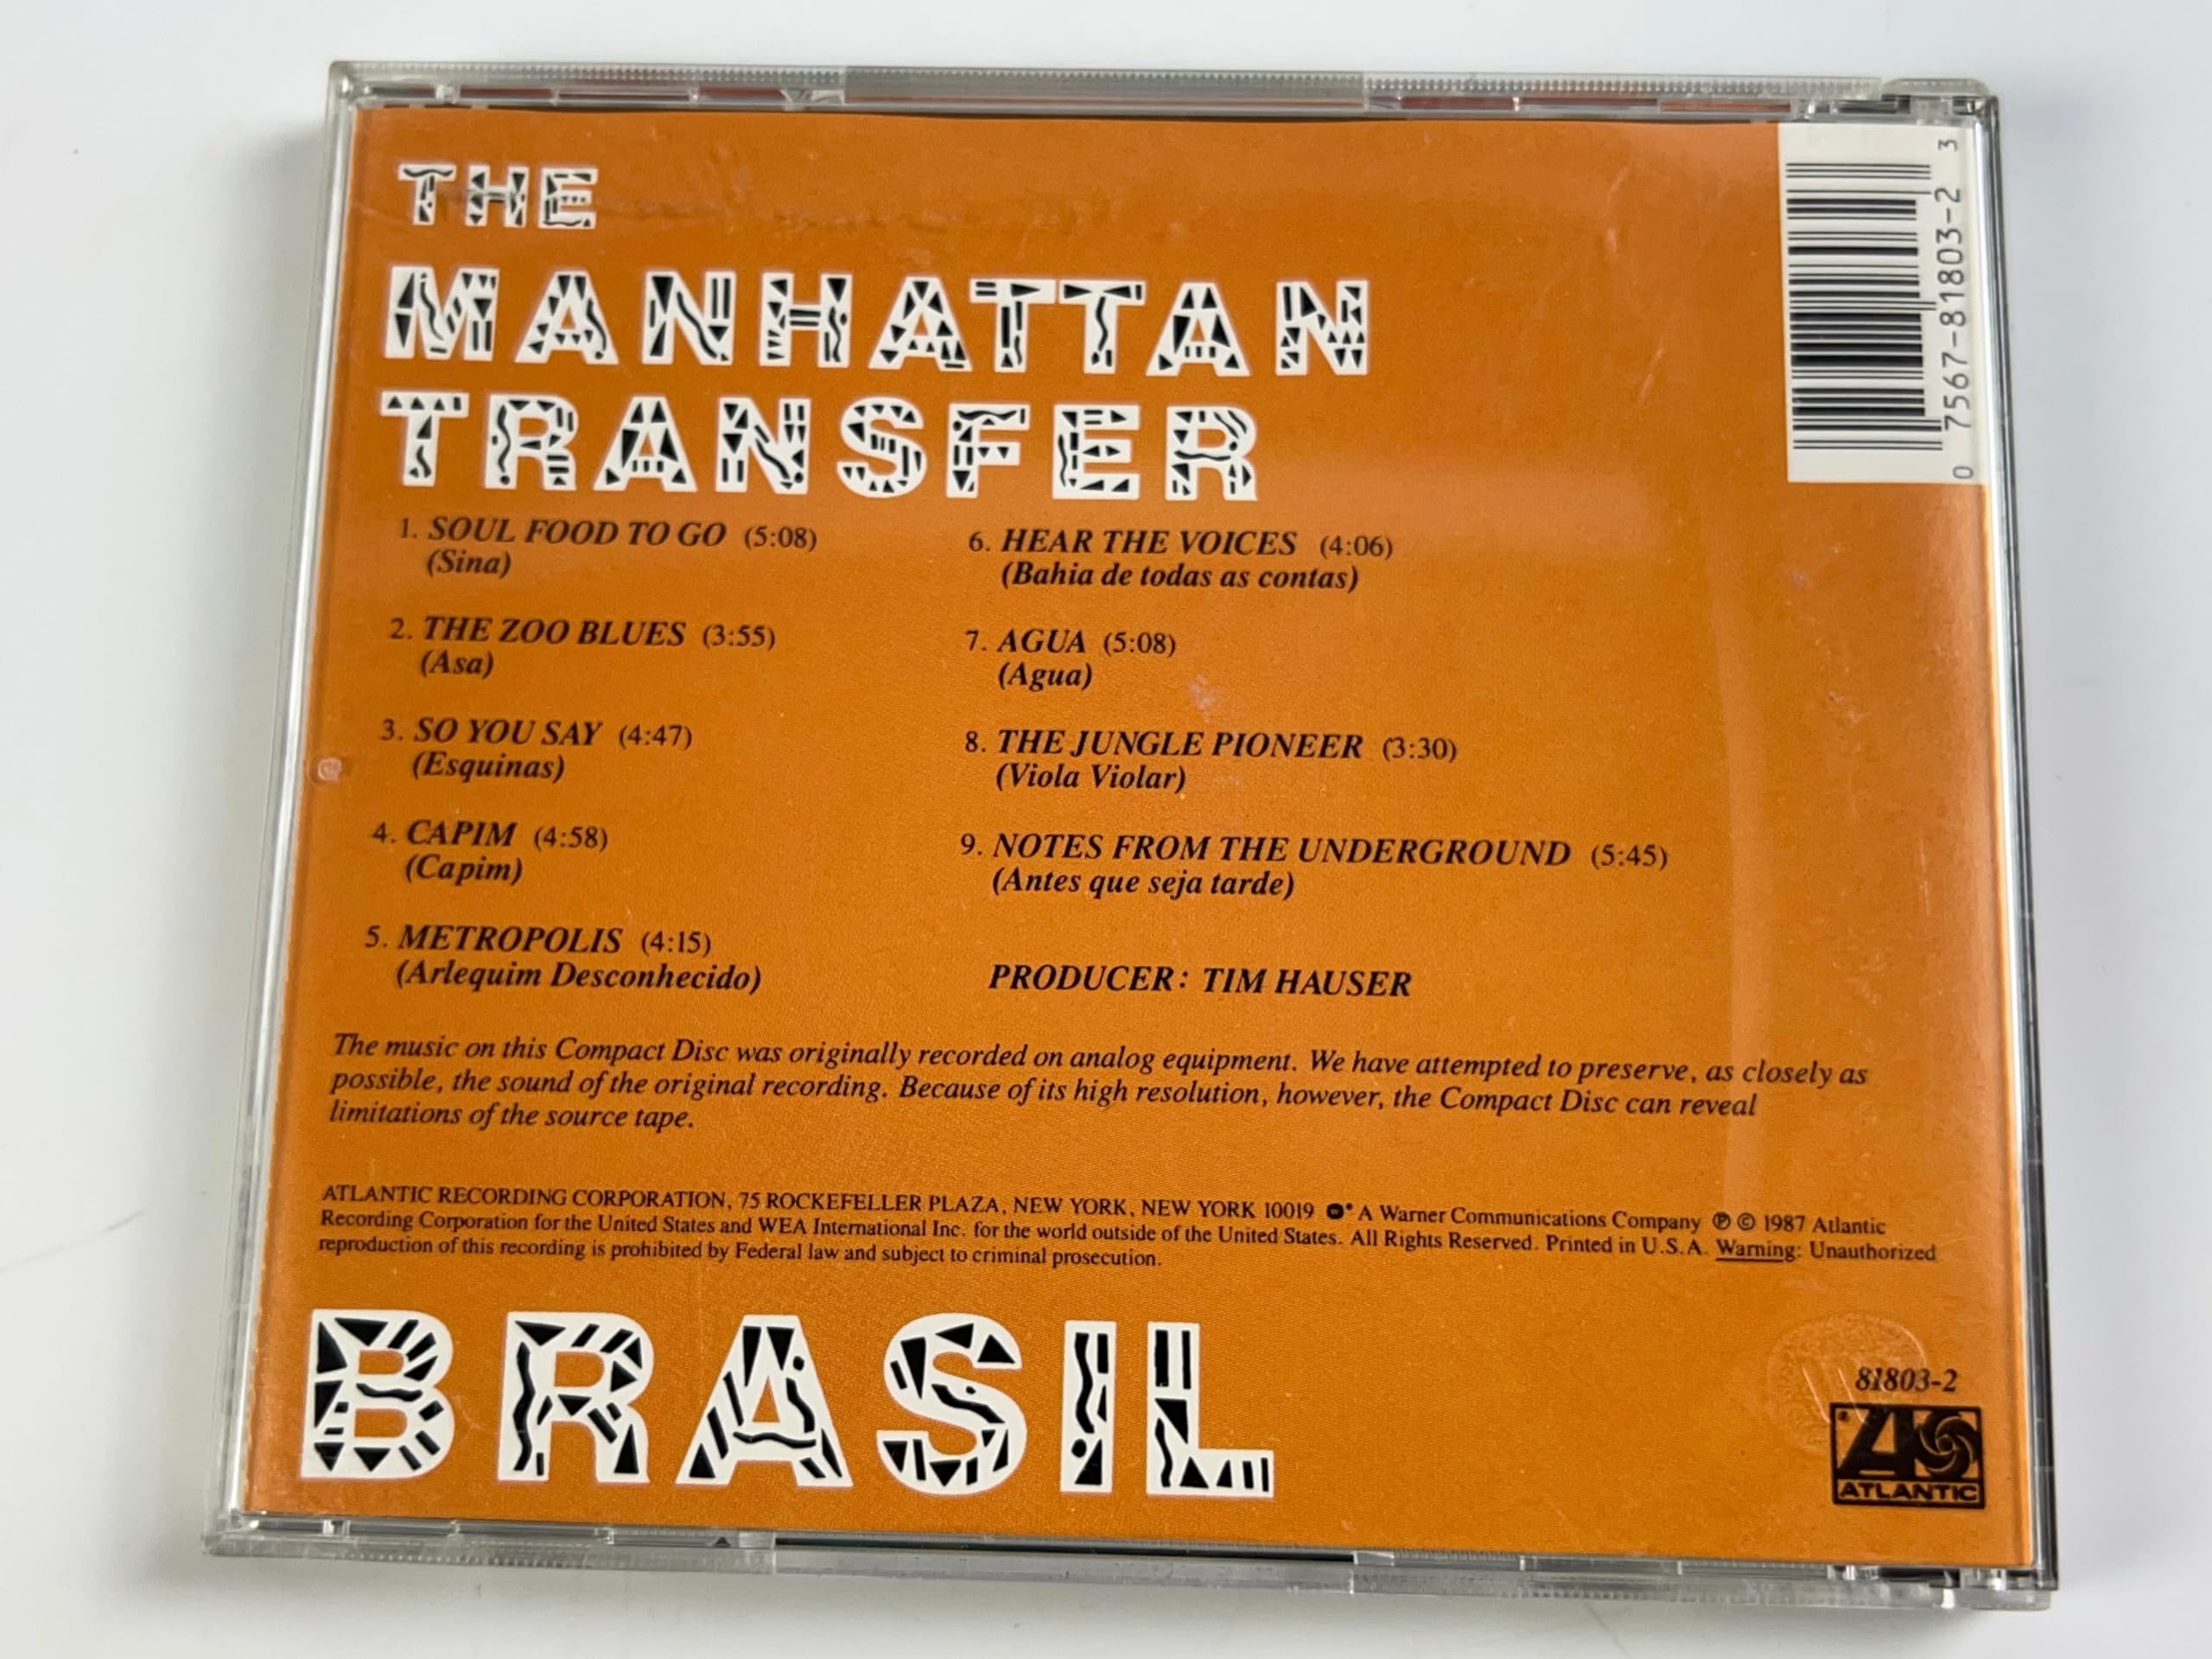 THE
MANHATTAN
TRANSFER
1. SOUL FOOD TO GO (5:08)
(Sina)
2. THE ZOO BLUES (3:55)
(Asa)
3. SO YOU SAY (4:47)
(Esquinas)
4. CAPIM (4:58)
(Capim)
5. METROPOLIS (4:15)
(Arlequim Desconhecido)
6. HEAR THE VOICES (4:06)
(Bahia de todas as contas)
7. AGUA (5:08)
(Agua)
8. THE JUNGLE PIONEER (3:30)
(Viola Violar)
9. NOTES FROM THE UNDERGROUND (5:45)
(Antes que seja tarde)
PRODUCER: TIM HAUSER
The music on this Compact Disc was originally recorded on analog equipment. We have attempted to preserve, as closely as
possible, the sound of the original recording. Because of its high resolution, however, the Compact Disc can reveal
limitations of the source tape.
ATLANTIC RECORDING CORPORATION, 75 ROCKEFELLER PLAZA, NEW YORK, NEW YORK 10019 A Warner Communications Company ℗ © 1987 Atlantic
Recording Corporation for the United States and WEA International Inc. for the world outside of the United States. All Rights Reserved. Printed in U.S.A. Warning: Unauthorized
reproduction of this recording is prohibited by Federal law and subject to criminal prosecution.
BRASIL
81803-2
ATLANTIC
0 7567-81803-2 3